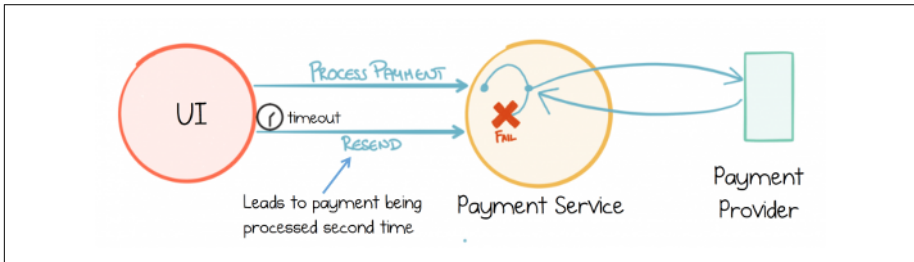 PROCESS PAYMENT
UI
timeout
RESEND
FAIL
Leads to payment being
processed second time
Payment Service
Payment
Provider